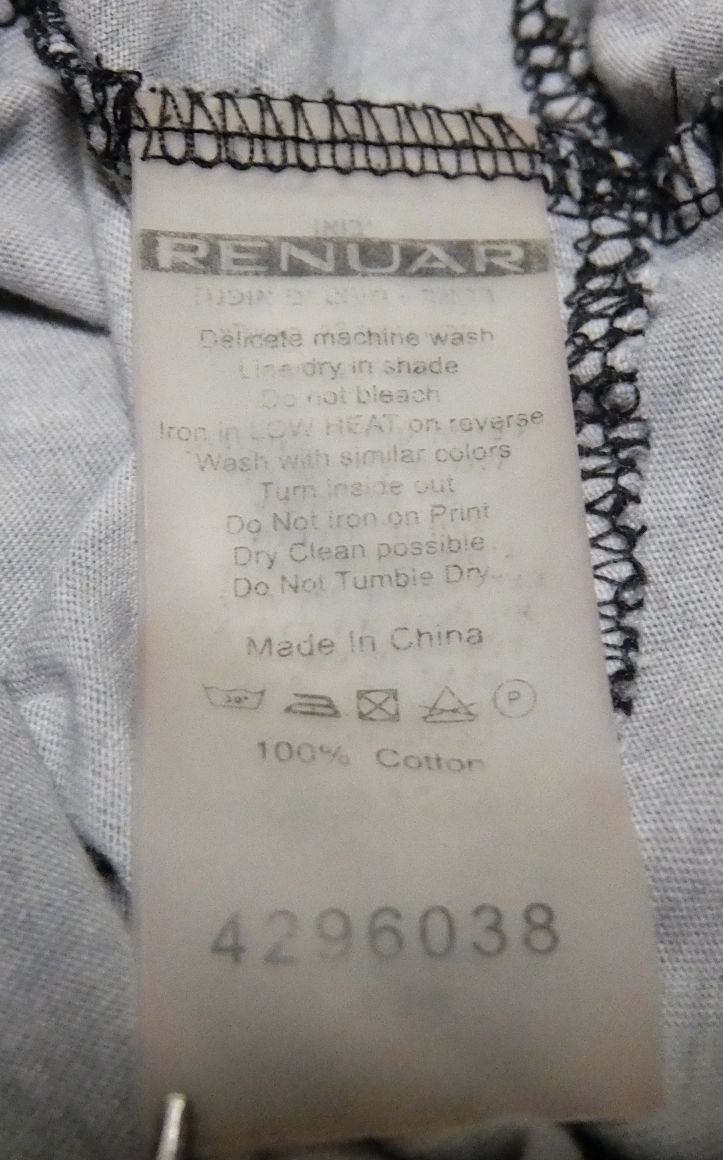 RENUAR
Delicate machine wash
Line dry in shade
Do not bleach
Iron in LOW HEAT on reverse
Wash with similar colors
Turn inside out
Do Not iron on Print
Dry Clean possible
Do Not Tumble Dry
Made In China
30°
P
100% Cotton
4296038